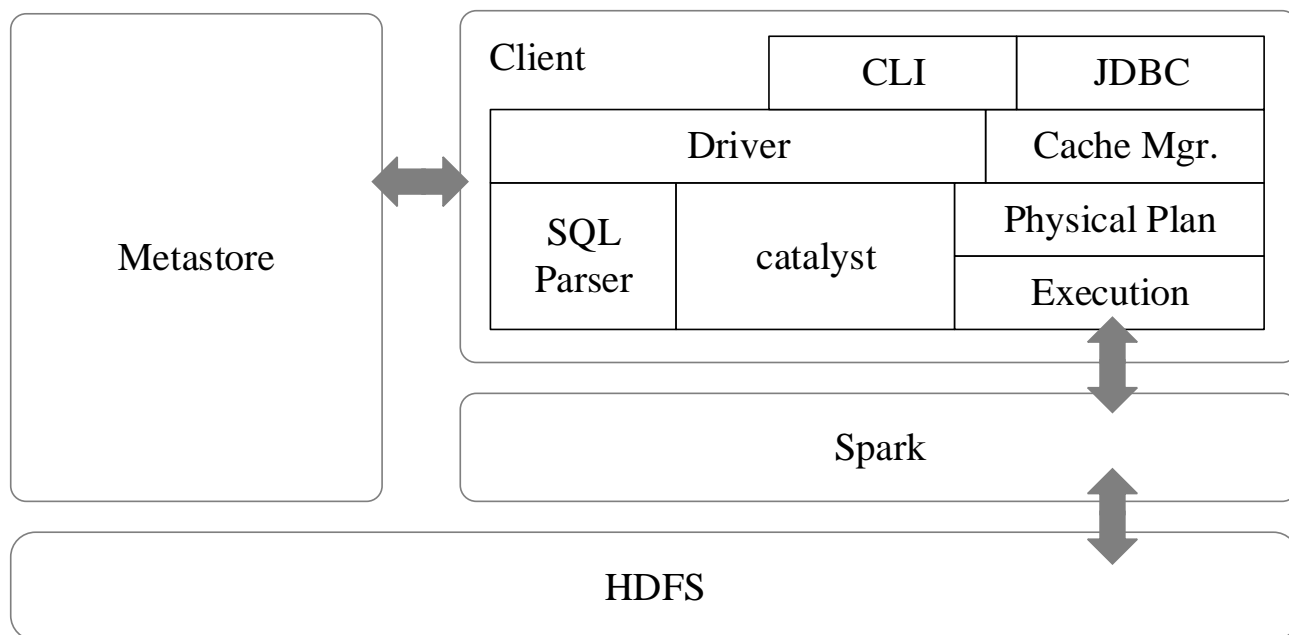 Client
CLI
JDBC
Driver
Cache Mgr.
Metastore
SQL
Parser
catalyst
Physical Plan
Execution
Spark
HDFS